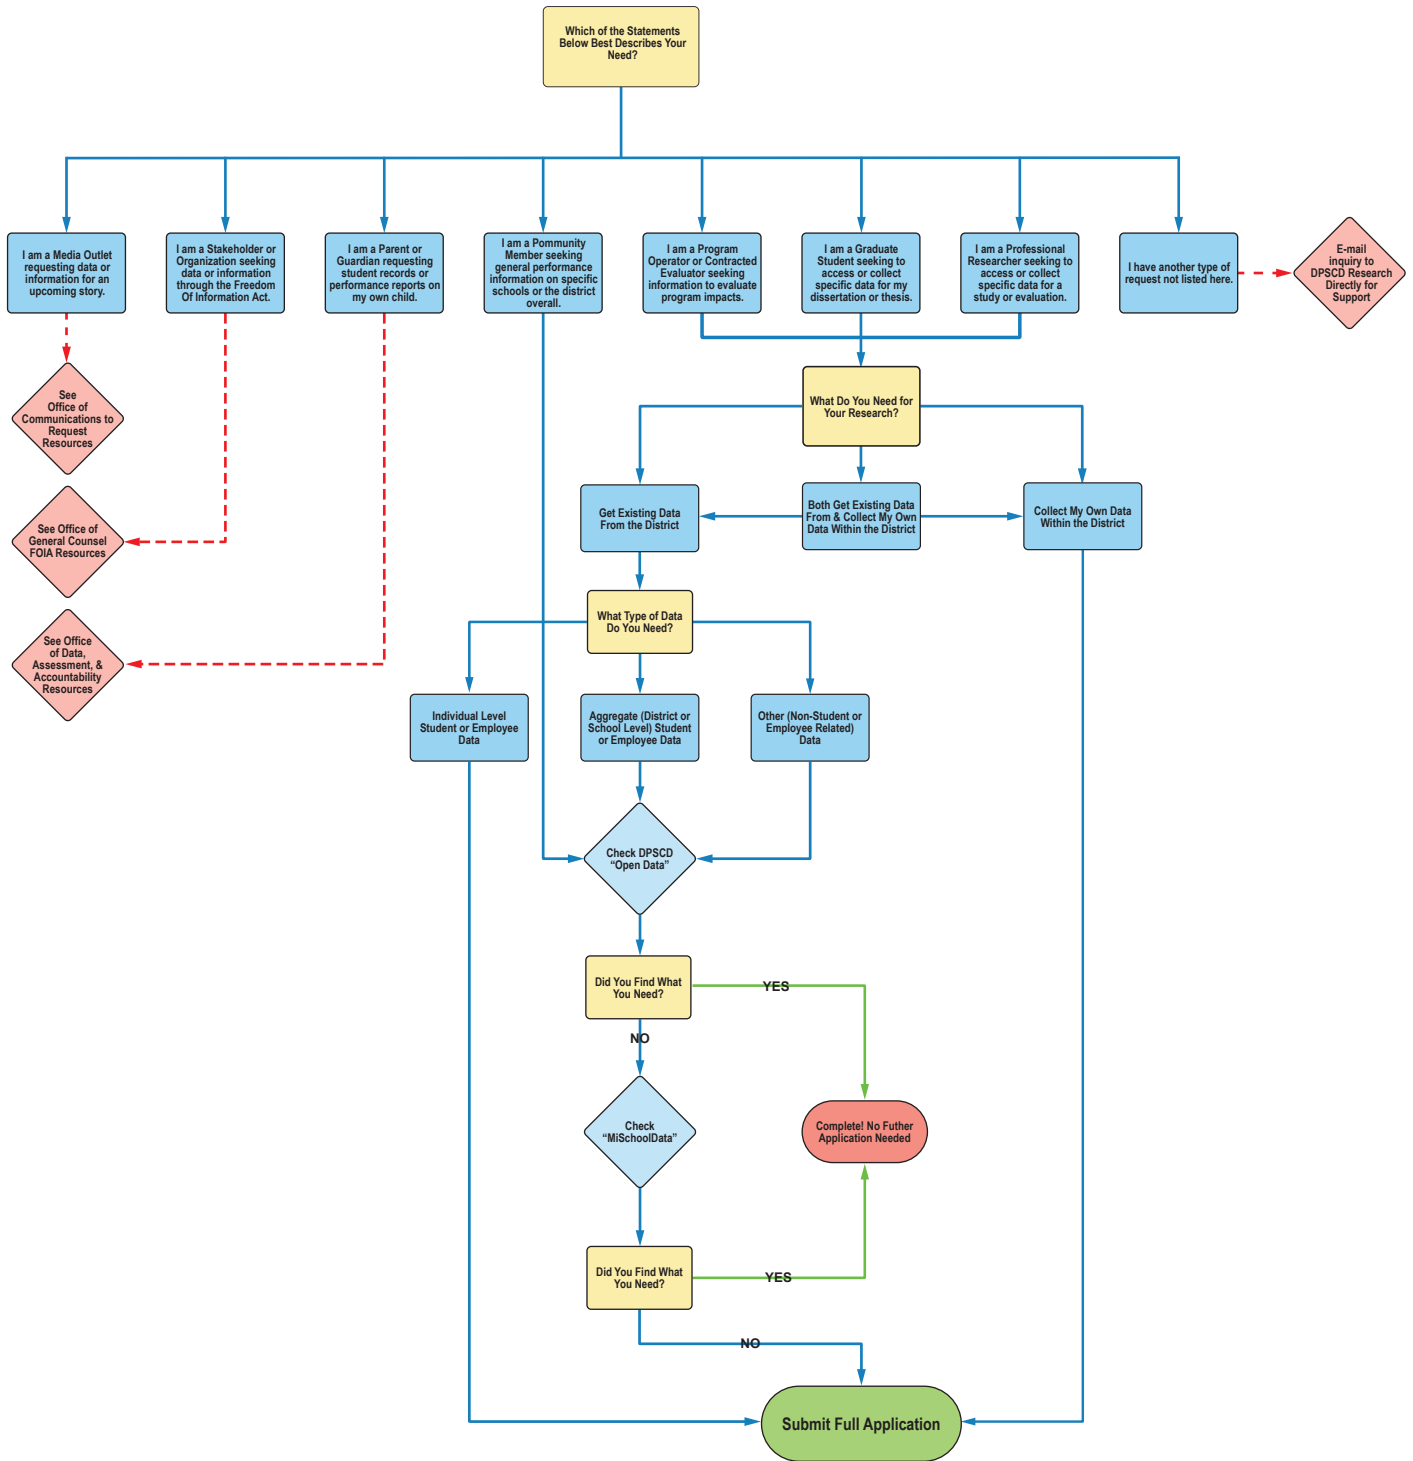 Which of the Statements
Below Best Describes Your
Need?
I am a Media Outlet
requesting data or
information for an
upcoming story.
I am a Stakeholder or
Organization seeking
data or information
through the Freedom
Of Information Act.
I am a Parent or
Guardian requesting
student records or
performance reports on
my own child.
I am a Pommunity
Member seeking
general performance
information on specific
schools or the district
overall.
I am a Program
Operator or Contracted
Evaluator seeking
information to evaluate
program impacts.
I am a Graduate
Student seeking to
access or collect
specific data for my
dissertation or thesis.
I am a Professional
Researcher seeking to
access or collect
specific data for a
study or evaluation.
I have another type of
request not listed here.
E-mail
inquiry to
DPSCD Research
Directly for
Support
See
Office of
Communications to
Request
Resources
What Do You Need for
Your Research?
See Office of
General Counsel
FOIA Resources
Get Existing Data
From the District
Both Get Existing Data
From & Collect My Own
Data Within the District
Collect My Own Data
Within the District
See Office
of Data,
Assessment, &
Accountability
Resources
What Type of Data
Do You Need?
Individual Level
Student or Employee
Data
Aggregate (District or
School Level) Student
or Employee Data
Other (Non-Student or
Employee Related)
Data
Check DPSCD
“Open Data”
Did You Find What
You Need?
YES
NO
Check
“MiSchoolData”
Complete! No Futher
Application Needed
Did You Find What
You Need?
YES
NO
Submit Full Application